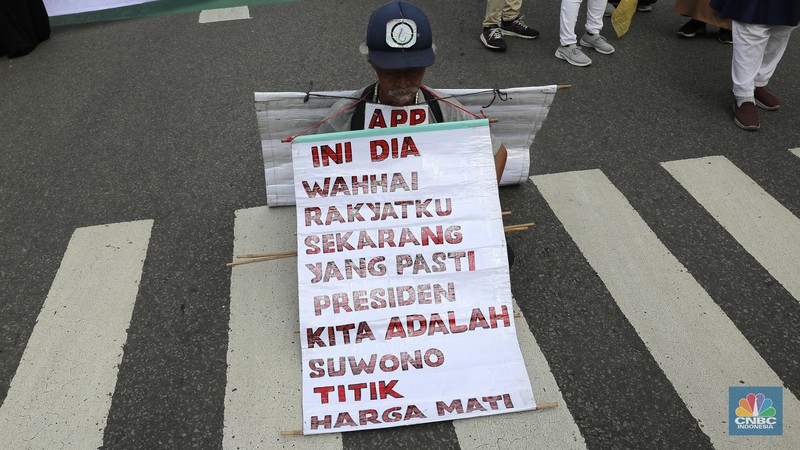 APP
INI DIA
WAHHAI
RAKYATKU
SEKARANG
YANG PASTI
PRESIDEN
KITA ADALAH
SUWONO
TITIK
HARGA MATI
CNBC
INDONESIA